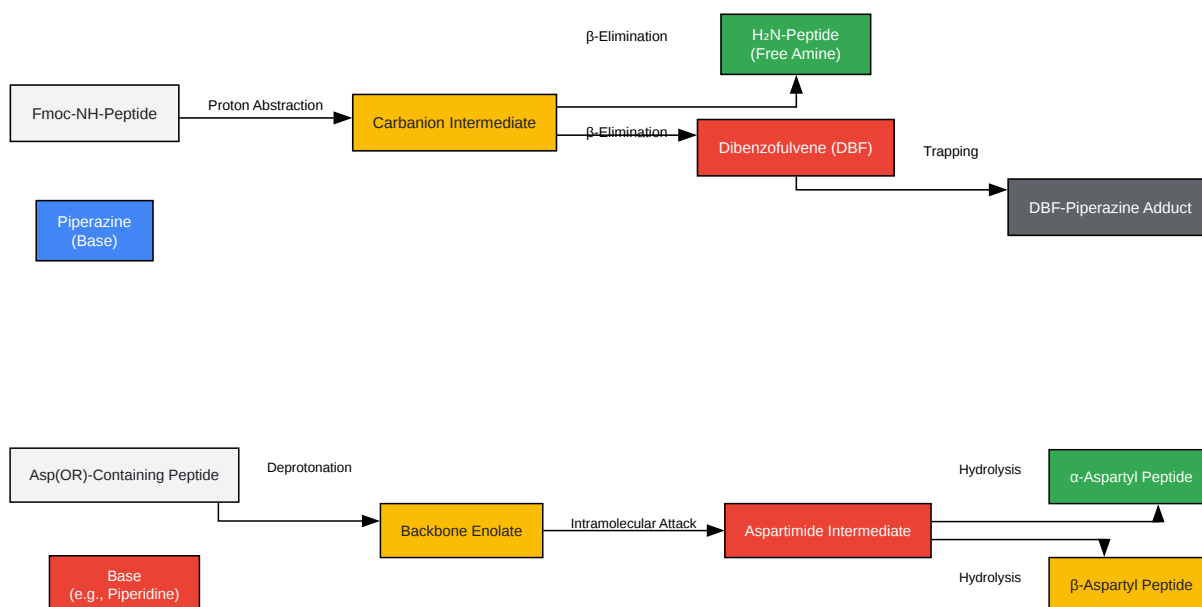 β-Elimination
H₂N-Peptide
(Free Amine)
Fmoc-NH-Peptide
Proton Abstraction
Carbanion Intermediate
β-Elimination
Dibenzofulvene (DBF)
Trapping
DBF-Piperazine Adduct
Piperazine
(Base)
Asp(OR)-Containing Peptide
Deprotonation
Backbone Enolate
Intramolecular Attack
Aspartimide Intermediate
Hydrolysis
α-Aspartyl Peptide
Hydrolysis
β-Aspartyl Peptide
Base
(e.g., Piperidine)